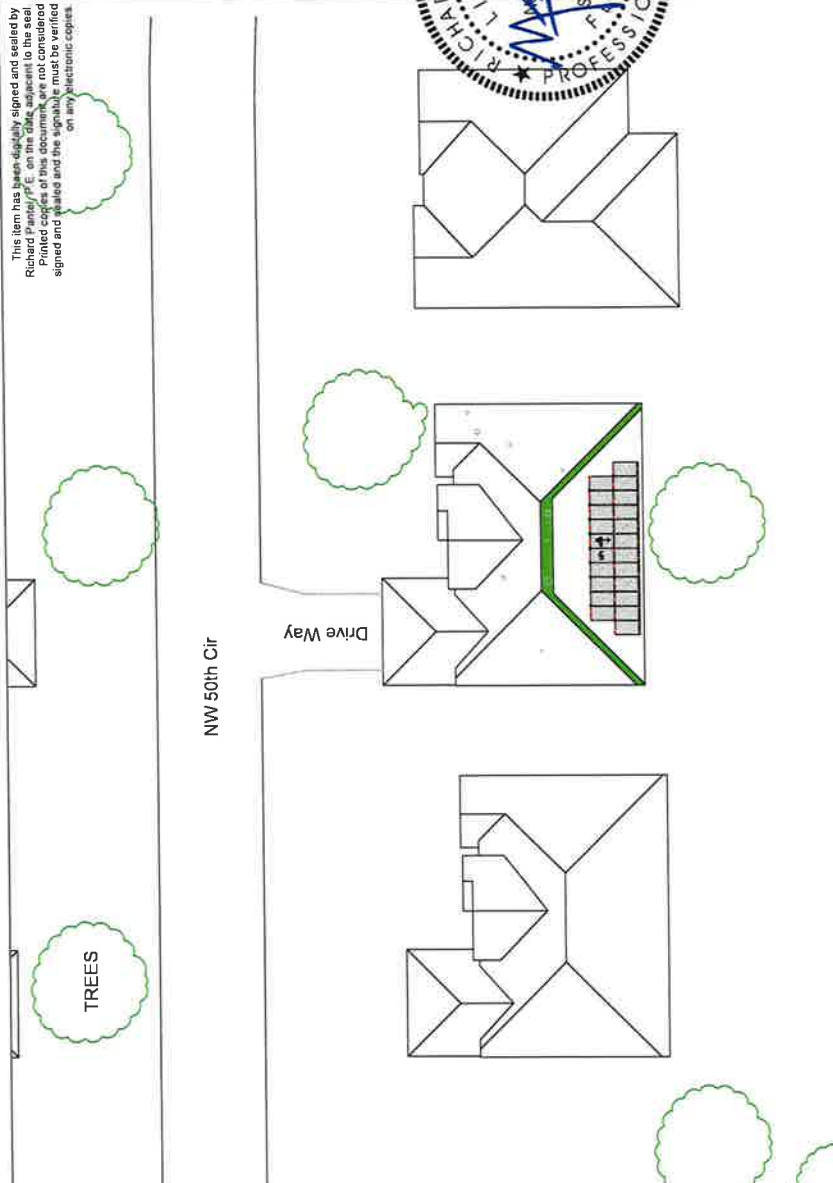 This item has been digitally signed and sealed by
Richard Pantel, P.E. on the date adjacent to the seal
Printed copies of this document are not considered
signed and sealed and the signature must be verified
on any electronic copies.
RICHA
LI
★ PROFESSIO
NW 50th Cir
Drive Way
TREES
S